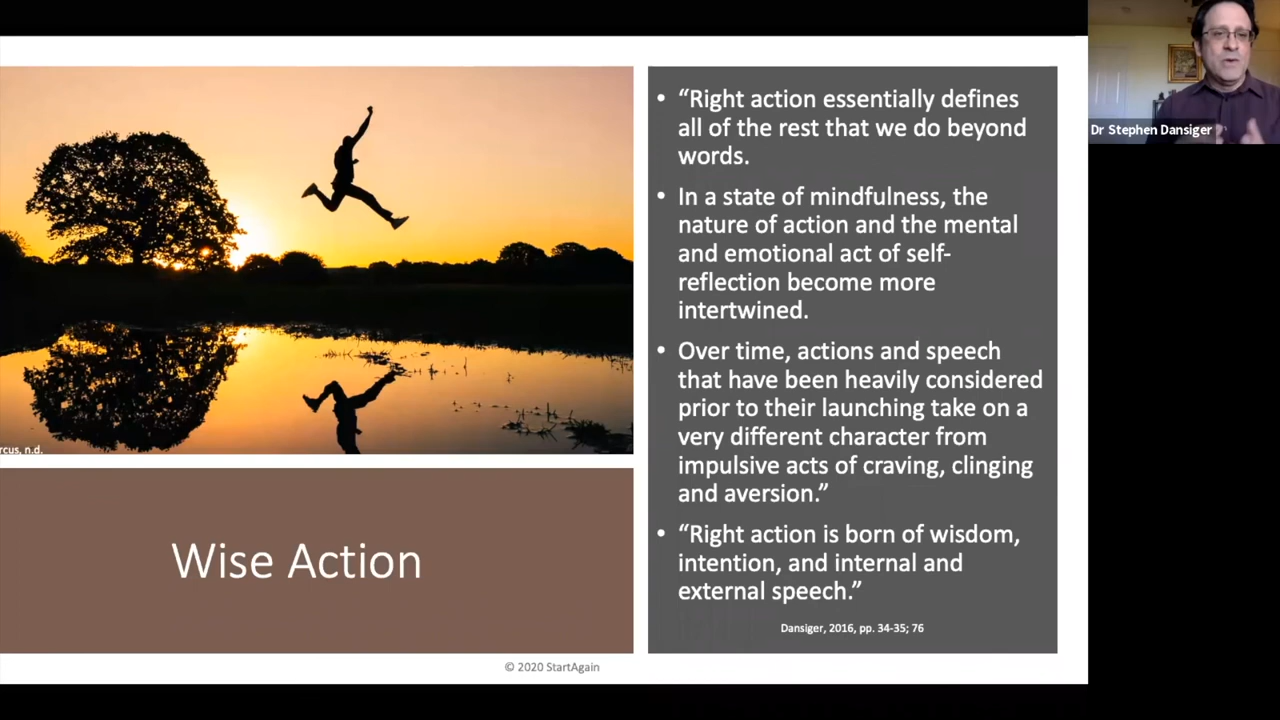 Dr Stephen Dansiger
• “Right action essentially defines
all of the rest that we do beyond
words.
• In a state of mindfulness, the
nature of action and the mental
and emotional act of self-
reflection become more
intertwined.
• Over time, actions and speech
that have been heavily considered
prior to their launching take on a
very different character from
impulsive acts of craving, clinging
and aversion.”
• “Right action is born of wisdom,
intention, and internal and
external speech.”
Dansiger, 2016, pp. 34-35; 76
rcus, n.d.
Wise Action
© 2020 StartAgain